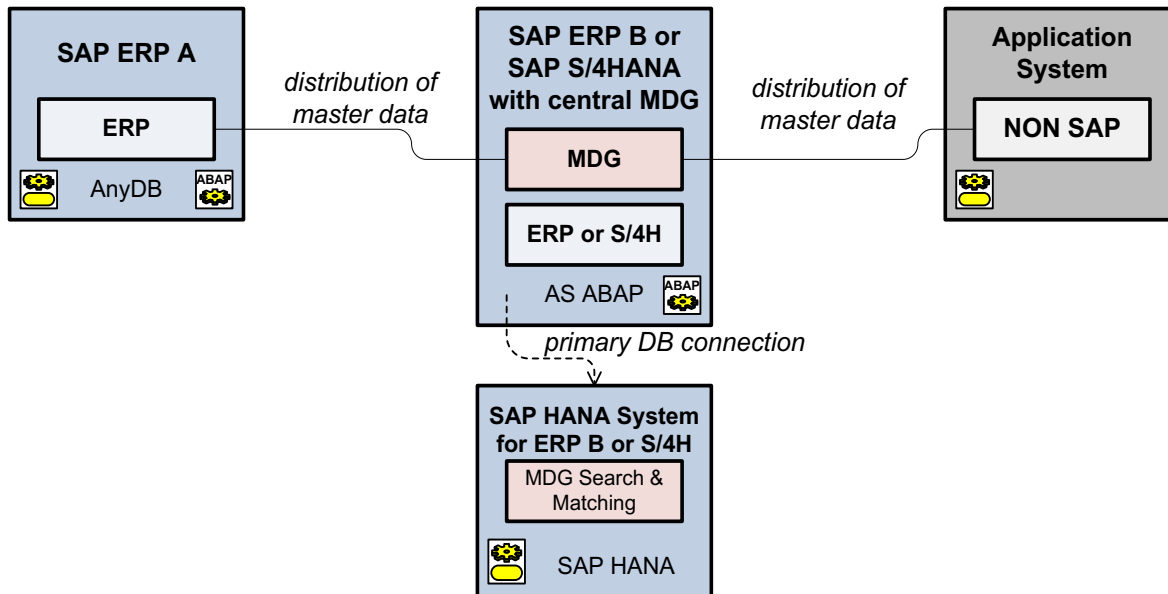 SAP ERP A
ERP
AnyDB
ABAP
distribution of
master data
SAP ERP B or
SAP S/4HANA
with central MDG
MDG
ERP or S/4H
AS ABAP
ABAP
distribution of
master data
Application
System
NON SAP
primary DB connection
SAP HANA System
for ERP B or S/4H
MDG Search &
Matching
SAP HANA